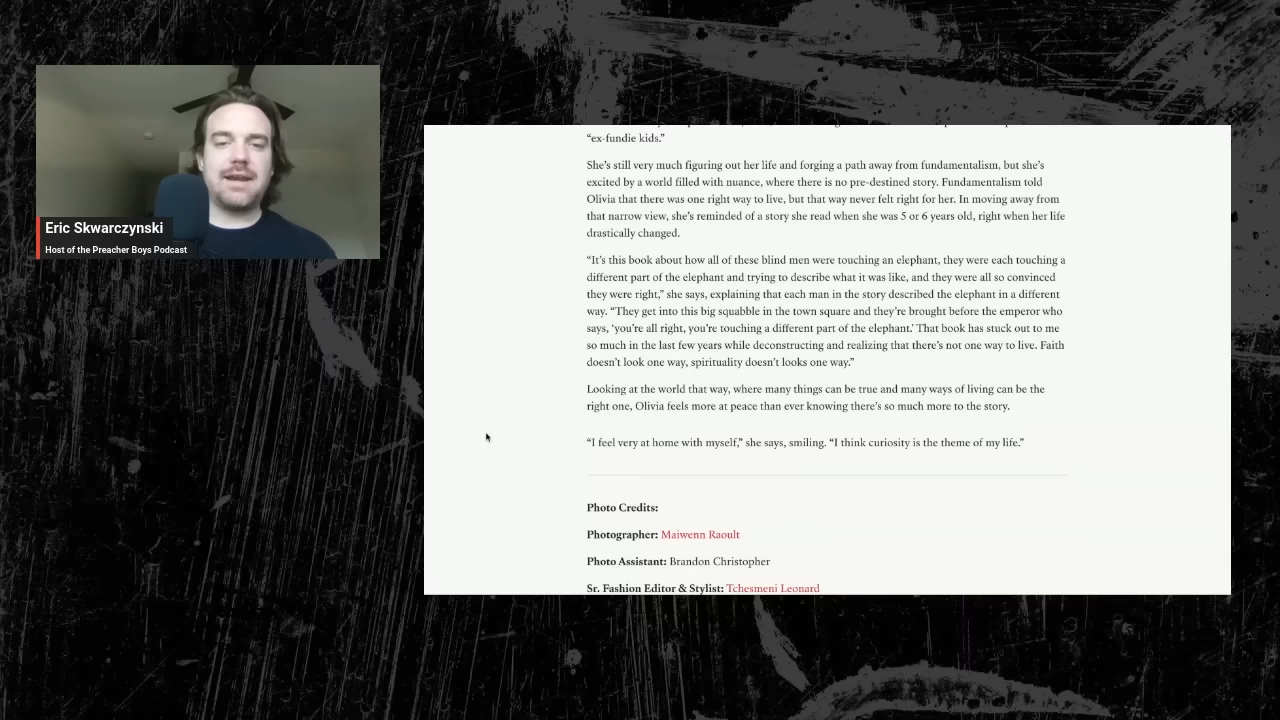 Eric Skwarczynski
Host of the Preacher Boys Podcast
“ex-fundie kids.”
She’s still very much figuring out her life and forging a path away from fundamentalism, but she’s
excited by a world filled with nuance, where there is no pre-destined story. Fundamentalism told
Olivia that there was one right way to live, but that way never felt right for her. In moving away from
that narrow view, she’s reminded of a story she read when she was 5 or 6 years old, right when her life
drastically changed.
“It’s this book about how all of these blind men were touching an elephant, they were each touching a
different part of the elephant and trying to describe what it was like, and they were all so convinced
they were right,” she says, explaining that each man in the story described the elephant in a different
way. “They get into this big squabble in the town square and they’re brought before the emperor who
says, ‘you’re all right, you’re touching a different part of the elephant.’ That book has stuck out to me
so much in the last few years while deconstructing and realizing that there’s not one way to live. Faith
doesn’t look one way, spirituality doesn’t looks one way.”
Looking at the world that way, where many things can be true and many ways of living can be the
right one, Olivia feels more at peace than ever knowing there’s so much more to the story.
“I feel very at home with myself,” she says, smiling. “I think curiosity is the theme of my life.”
Photo Credits:
Photographer: Maiwenn Raoult
Photo Assistant: Brandon Christopher
Sr. Fashion Editor & Stylist: Tchesmeni Leonard